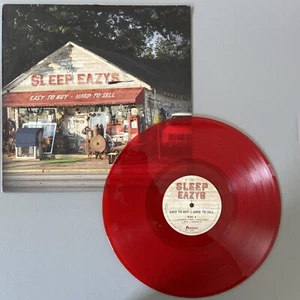 SLEEP EAZYS
EASY TO BUY - HARD TO SELL
SLEEP
EAZYS
EASY TO BUY - HARD TO SELL